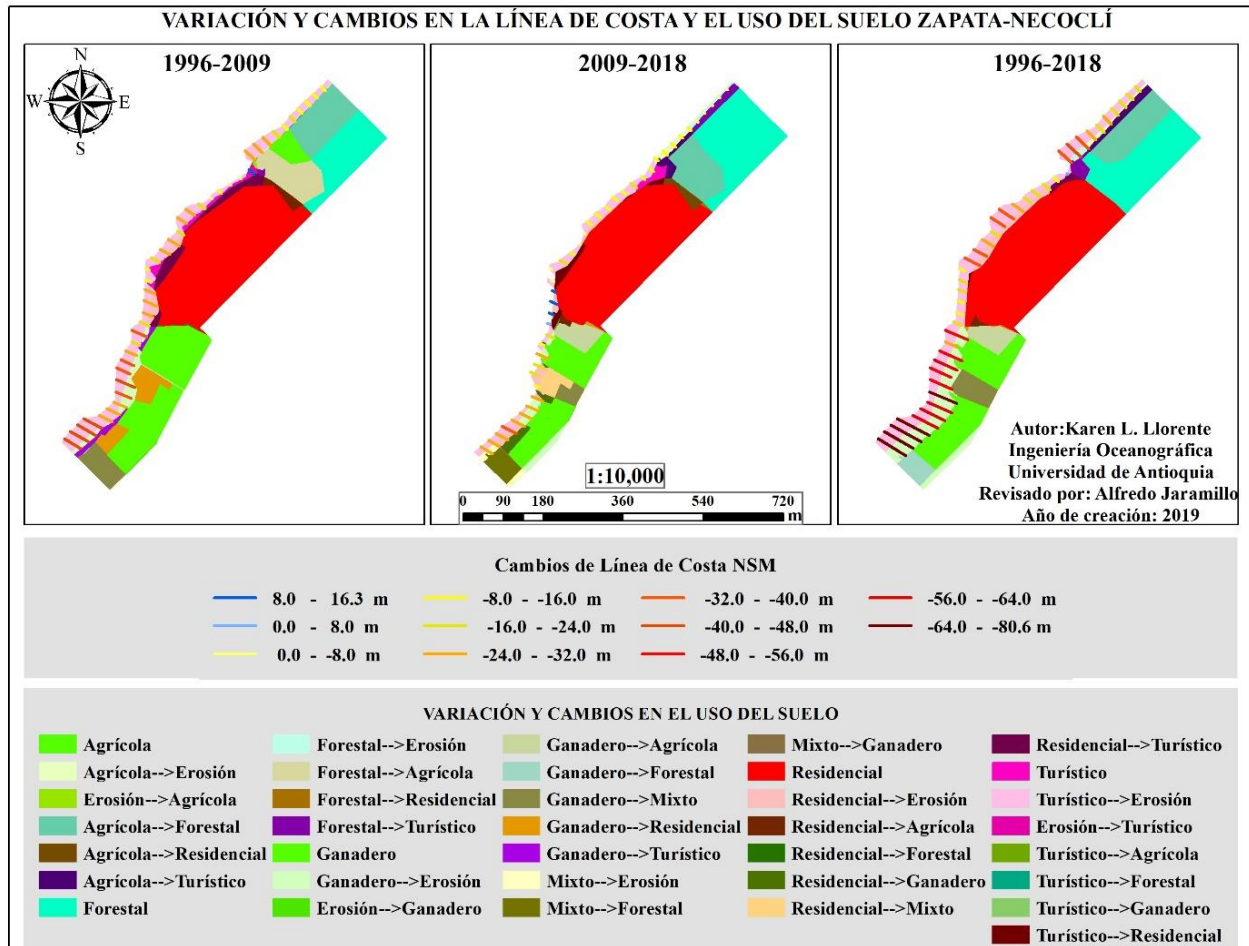 VARIACIÓN Y CAMBIOS EN LA LÍNEA DE COSTA Y EL USO DEL SUELO ZAPATA-NECOCLÍ
1996-2009
2009-2018
1996-2018
N
W
E
S
1:10,000
0 90 180 360 540 720
m
Autor:Karen L. Llorente
Ingeniería Oceanográfica
Universidad de Antioquia
Revisado por: Alfredo Jaramillo
Año de creación: 2019
Cambios de Línea de Costa NSM
8.0 - 16.3 m
0.0 - 8.0 m
0.0 - -8.0 m
-8.0 - -16.0 m
-16.0 - -24.0 m
-24.0 - -32.0 m
-32.0 - -40.0 m
-40.0 - -48.0 m
-48.0 - -56.0 m
-56.0 - -64.0 m
-64.0 - -80.6 m
VARIACIÓN Y CAMBIOS EN EL USO DEL SUELO
Agrícola
Agrícola-->Erosión
Erosión-->Agrícola
Agrícola-->Forestal
Agrícola-->Residencial
Agrícola-->Turístico
Forestal
Forestal-->Erosión
Forestal-->Agrícola
Forestal-->Residencial
Forestal-->Turístico
Ganadero
Ganadero-->Erosión
Erosión-->Ganadero
Ganadero-->Agrícola
Ganadero-->Forestal
Ganadero-->Mixto
Ganadero-->Residencial
Ganadero-->Turístico
Mixto-->Erosión
Mixto-->Forestal
Mixto-->Ganadero
Residencial
Residencial-->Erosión
Residencial-->Agrícola
Residencial-->Forestal
Residencial-->Ganadero
Residencial-->Mixto
Residencial-->Turístico
Turístico
Turístico-->Erosión
Erosión-->Turístico
Turístico-->Agrícola
Turístico-->Forestal
Turístico-->Ganadero
Turístico-->Residencial